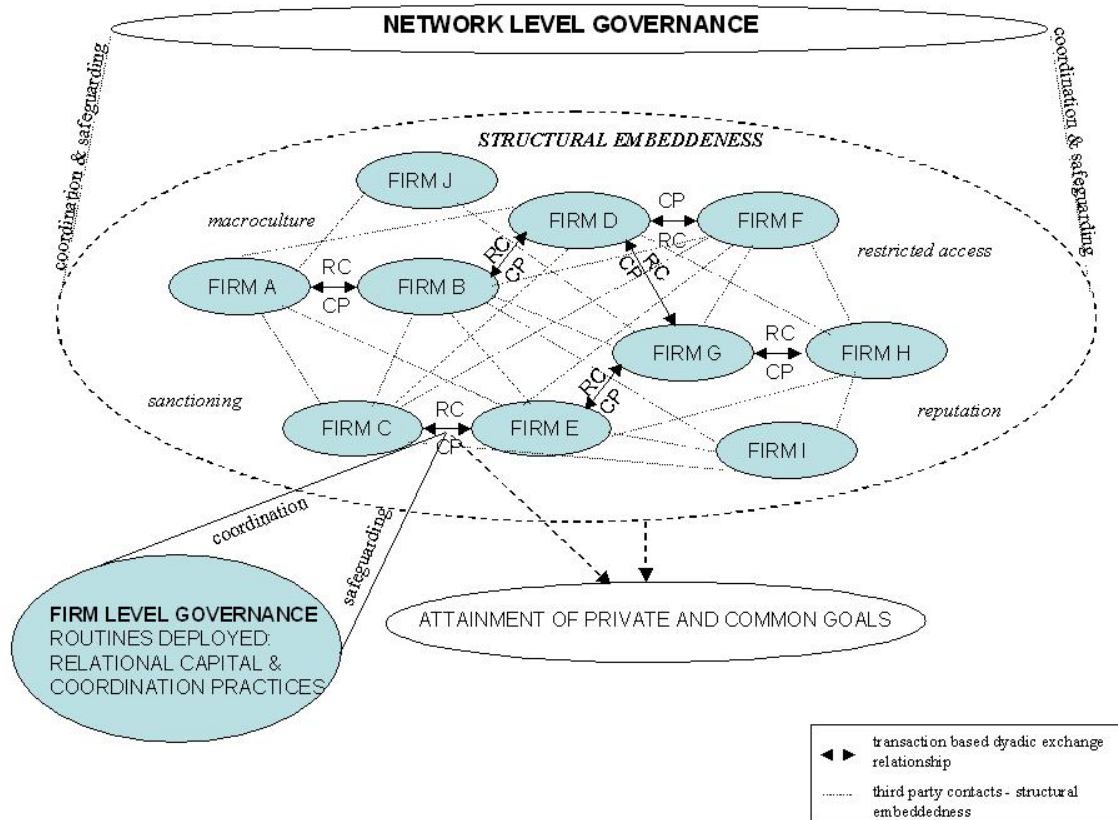 NETWORK LEVEL GOVERNANCE
coordination & safeguarding
coordination & safeguarding
STRUCTURAL EMBEDDENESS
FIRM J
macroculture
FIRM D
CP
RC
FIRM F
restricted access
RC
CP
RC
CP
FIRM A
RC
CP
FIRM B
FIRM G
RC
CP
FIRM H
RC
CP
sanctioning
reputation
FIRM C
RC
CP
FIRM E
FIRM I
coordination
safeguarding
FIRM LEVEL GOVERNANCE
ROUTINES DEPLOYED:
RELATIONAL CAPITAL &
COORDINATION PRACTICES
ATTAINMENT OF PRIVATE AND COMMON GOALS
transaction based dyadic exchange
relationship
third party contacts - structural
embeddedness